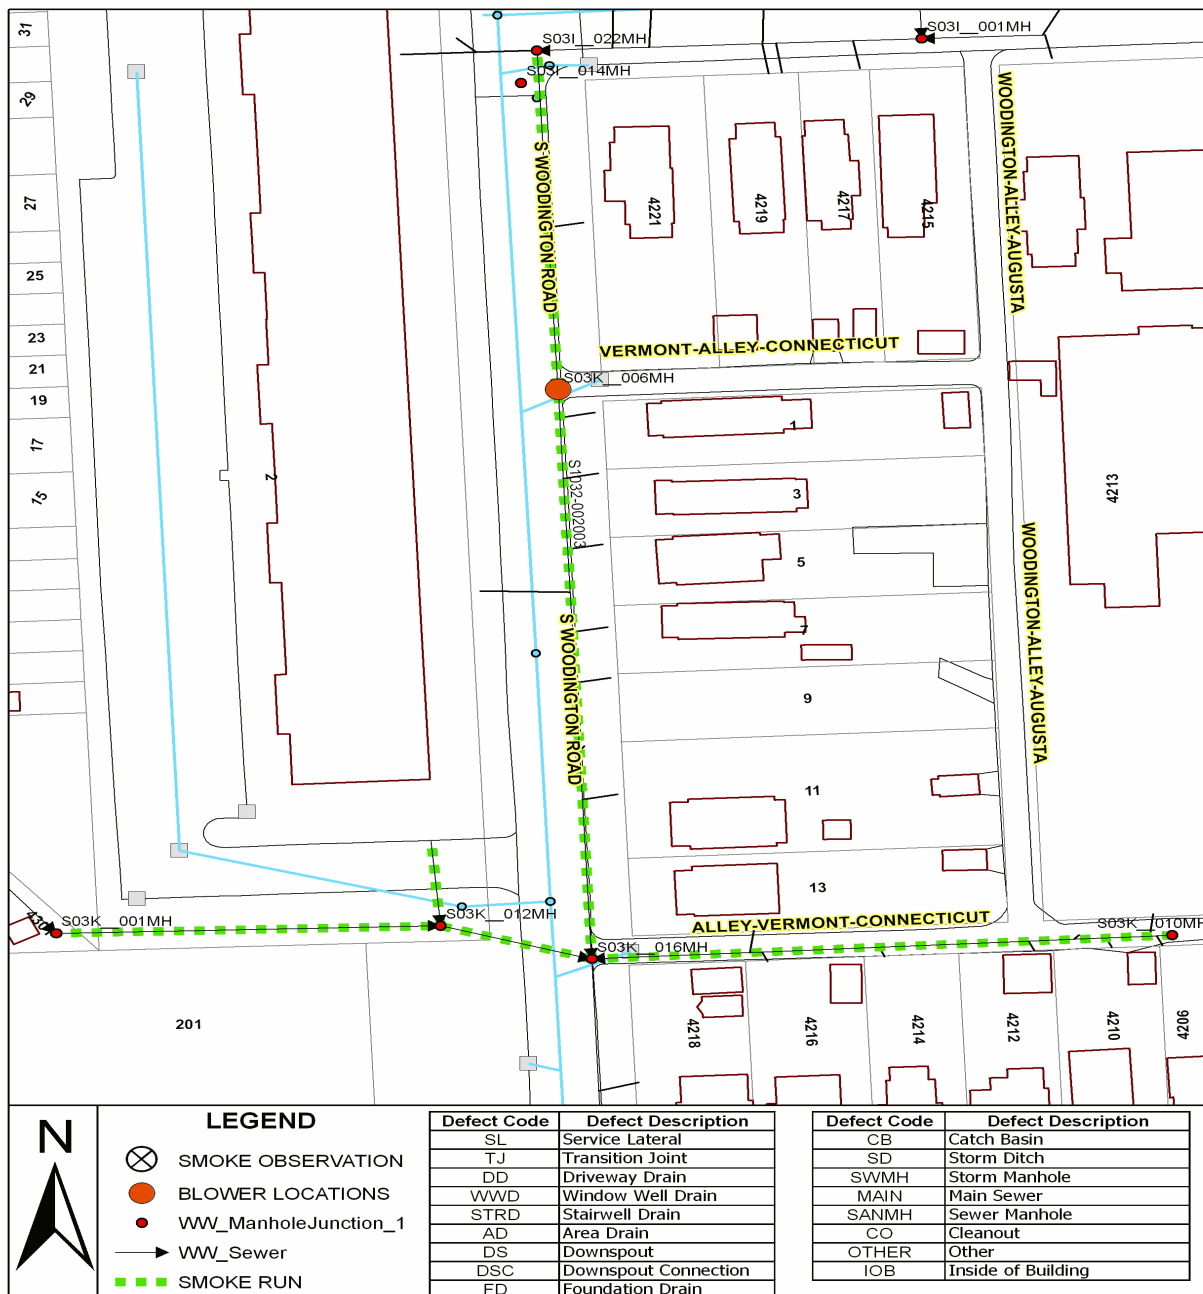 31
29
27
25
23
21
19
17
15
2
S03I__022MH
S03I__014MH
S03I__001MH
S WOODINGTON ROAD
4221
4219
4217
4215
WOODINGTON-ALLEY-AUGUSTA
VERMONT-ALLEY-CONNECTICUT
S03K__006MH
1
3
5
7
9
11
13
S1032-002003
4213
S WOODINGTON ROAD
WOODINGTON-ALLEY-AUGUSTA
S03K__001MH
S03K__012MH
ALLEY-VERMONT-CONNECTICUT
S03K__010MH
S03K__016MH
201
4218
4216
4214
4212
4210
4206
N
LEGEND
SMOKE OBSERVATION
BLOWER LOCATIONS
WW_ManholeJunction_1
WW_Sewer
SMOKE RUN
Defect Code Defect Description
SL Service Lateral
TJ Transition Joint
DD Driveway Drain
WWD Window Well Drain
STRD Stairwell Drain
AD Area Drain
DS Downspout
DSC Downspout Connection
FD Foundation Drain
Defect Code Defect Description
CB Catch Basin
SD Storm Ditch
SWMH Storm Manhole
MAIN Main Sewer
SANMH Sewer Manhole
CO Cleanout
OTHER Other
IOB Inside of Building